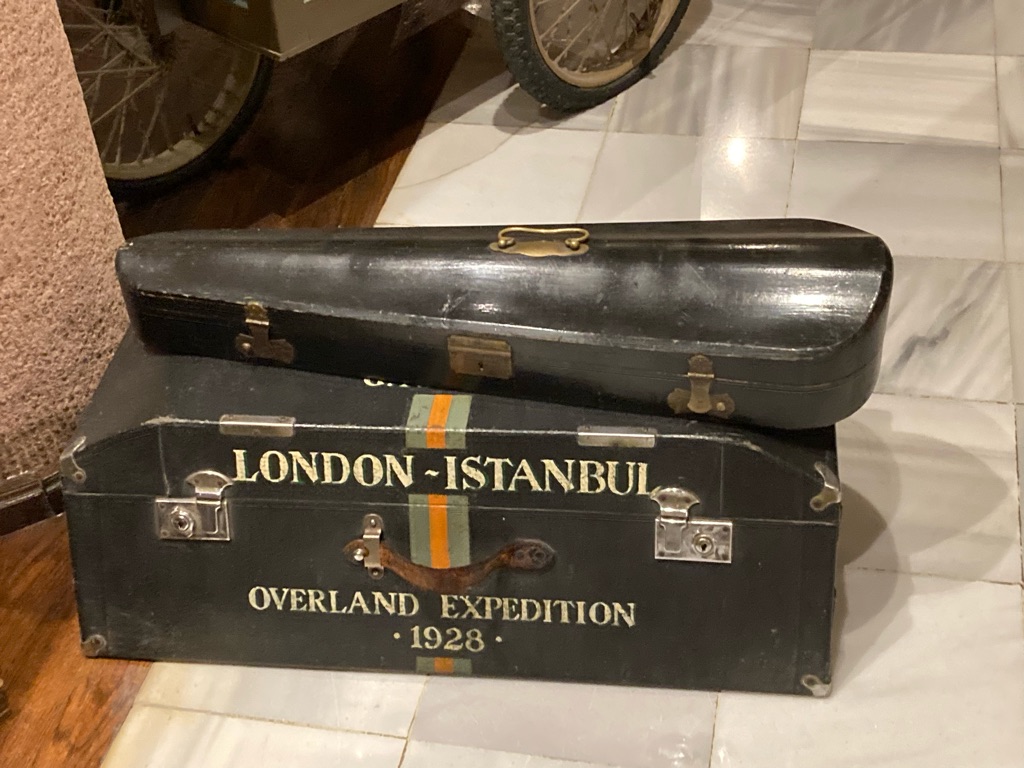 LONDON ~ ISTANBUL
OVERLAND EXPEDITION
· 1928 ·